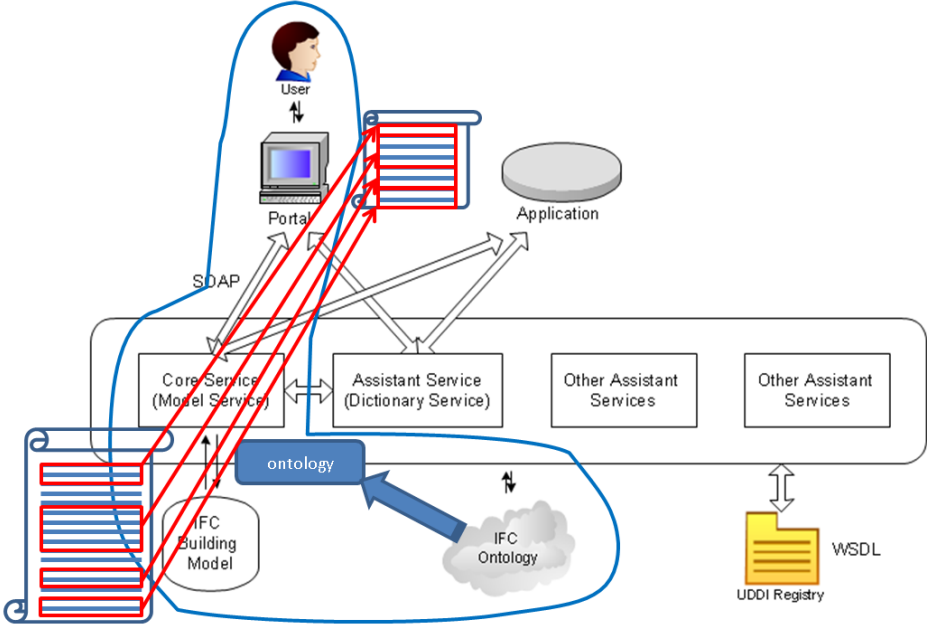 User
Portal
Application
SOAP
Core Service
(Model Service)
Assistant Service
(Dictionary Service)
Other Assistant
Services
Other Assistant
Services
ontology
IFC
Building
Model
IFC
Ontology
WSDL
UDDI Registry